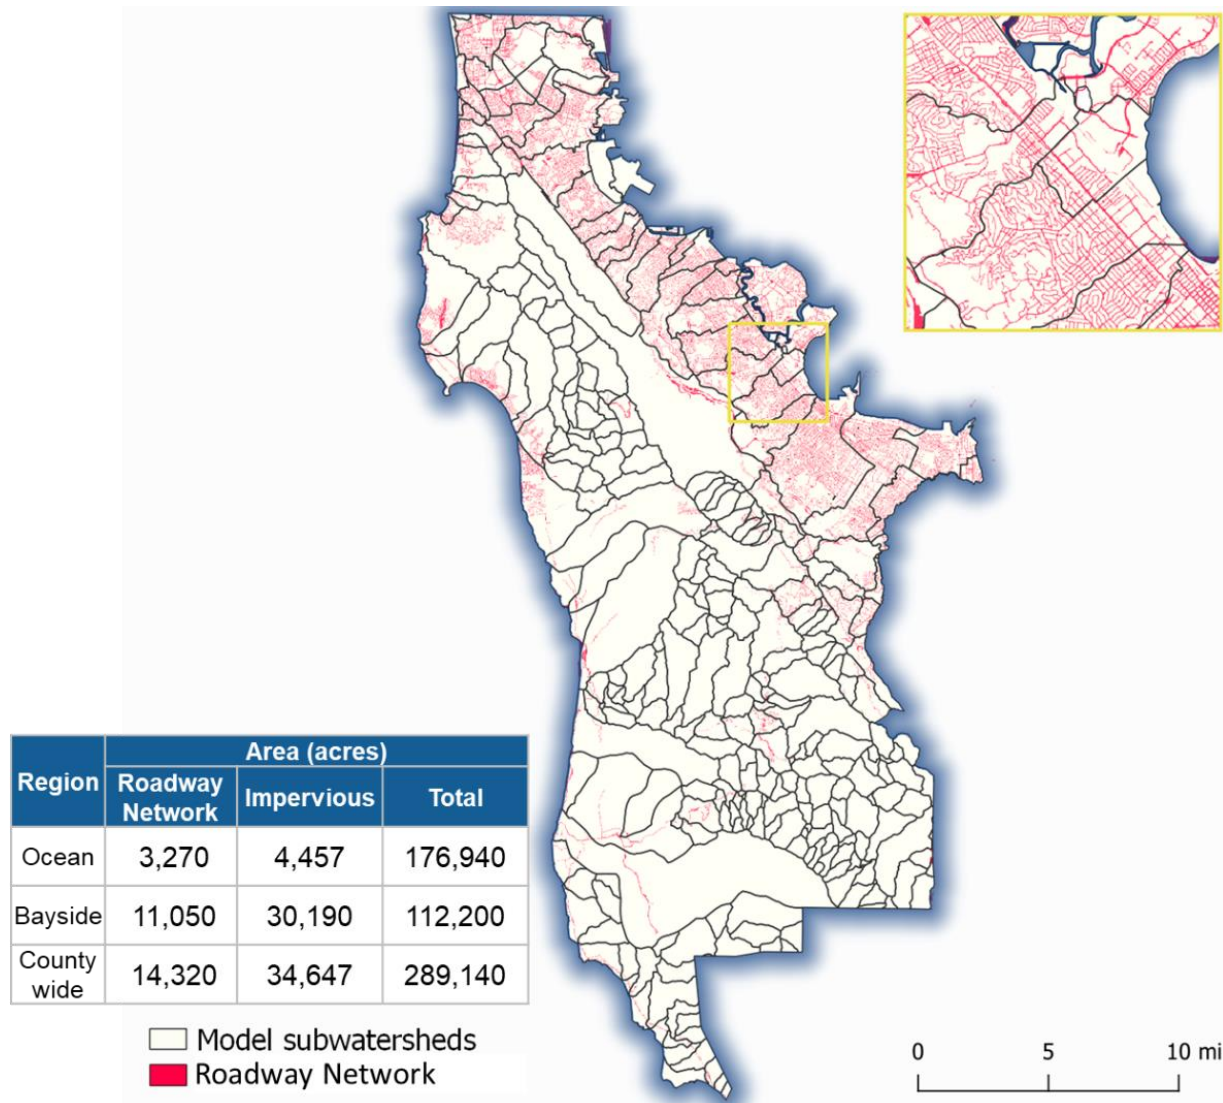 Area (acres)
Region Roadway Network Impervious Total
Ocean 3,270 4,457 176,940
Bayside 11,050 30,190 112,200
County wide 14,320 34,647 289,140
Model subwatersheds
Roadway Network
0 5 10 mi